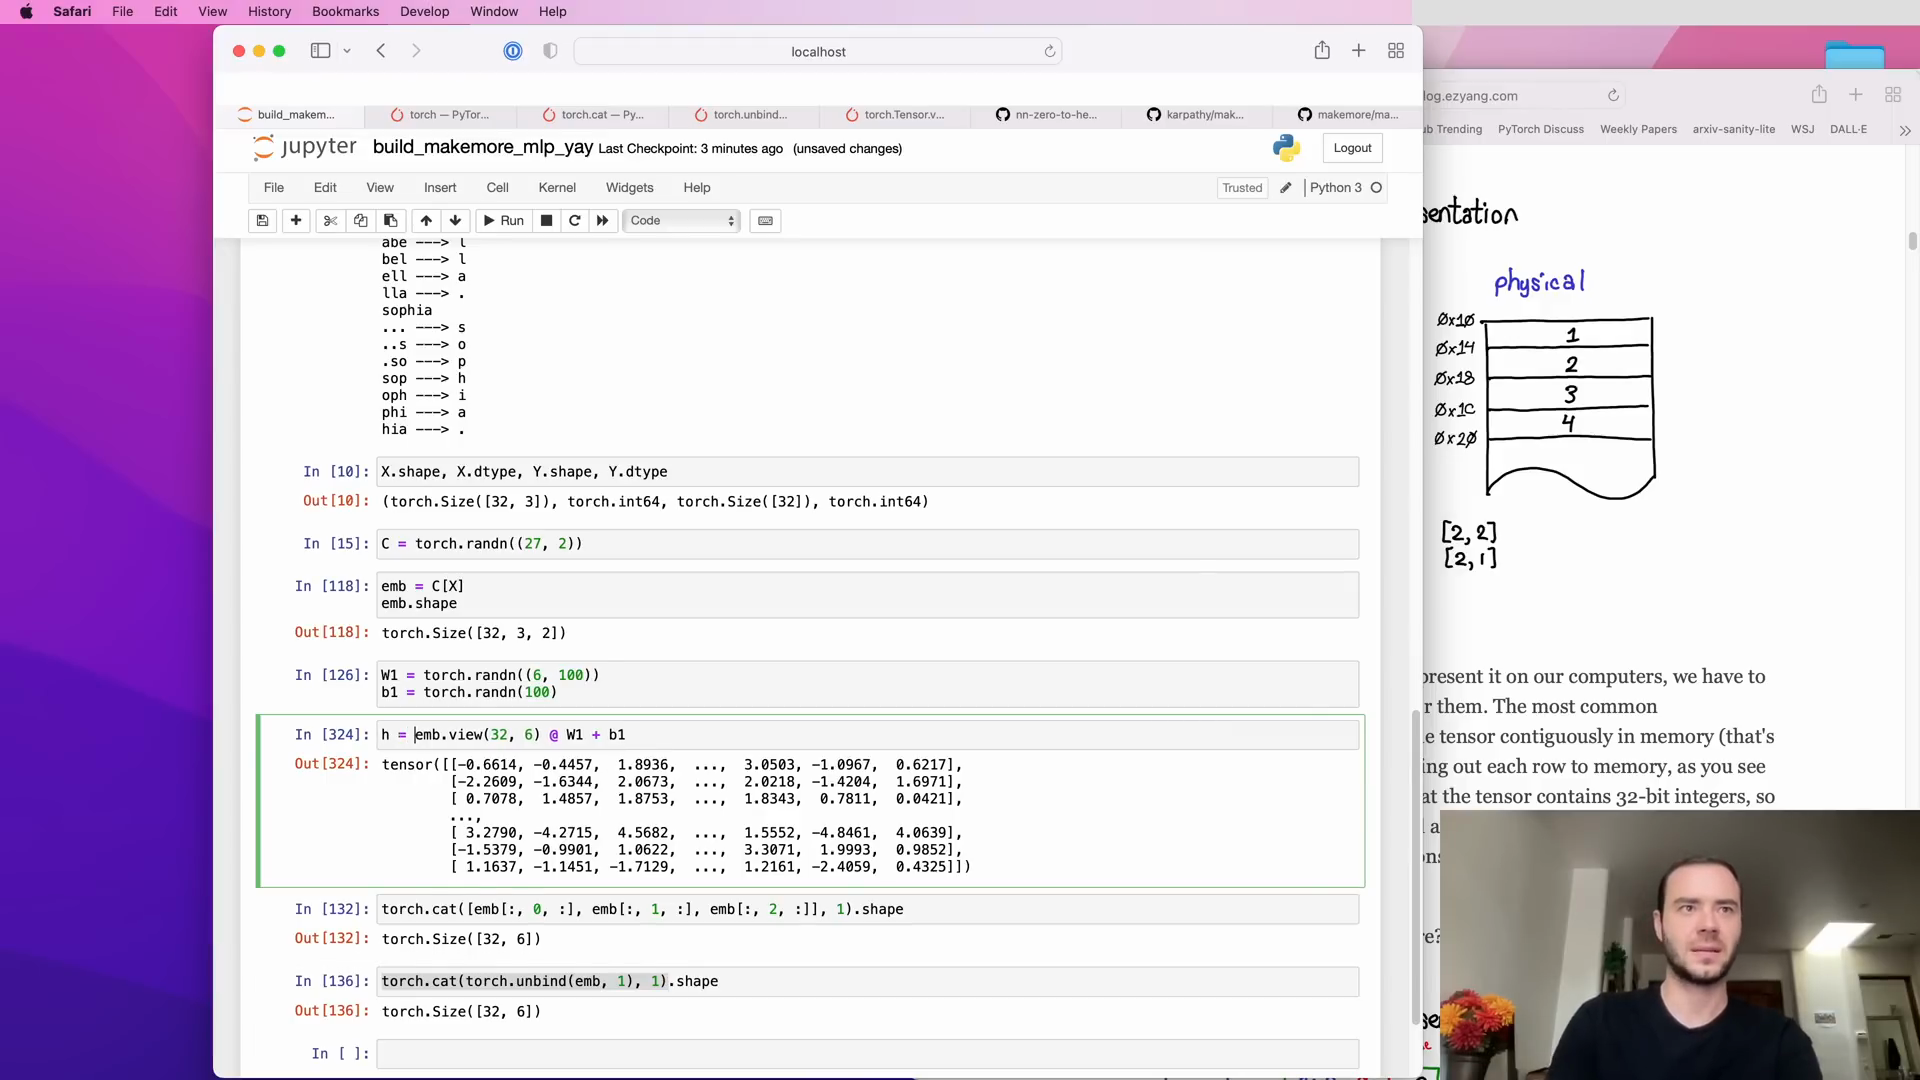 Safari File Edit View History Bookmarks Develop Window Help
localhost
build_makem... torch — PyTor... torch.cat — Py... torch.unbind... torch.Tensor.v... nn-zero-to-he... karpathy/mak... makemore/ma...
jupyter build_makemore_mlp_yay Last Checkpoint: 3 minutes ago (unsaved changes) Logout
File Edit View Insert Cell Kernel Widgets Help Trusted Python 3
Run Code
abe ---> l
bel ---> l
ell ---> a
lla ---> .
sophia
... ---> s
..s ---> o
.so ---> p
sop ---> h
oph ---> i
phi ---> a
hia ---> .
In [10]: X.shape, X.dtype, Y.shape, Y.dtype
Out[10]: (torch.Size([32, 3]), torch.int64, torch.Size([32]), torch.int64)
In [15]: C = torch.randn((27, 2))
In [118]: emb = C[X]
emb.shape
Out[118]: torch.Size([32, 3, 2])
In [126]: W1 = torch.randn((6, 100))
b1 = torch.randn(100)
In [324]: h = emb.view(32, 6) @ W1 + b1
Out[324]: tensor([[-0.6614, -0.4457, 1.8936, ..., 3.0503, -1.0967, 0.6217],
[-2.2609, -1.6344, 2.0673, ..., 2.0218, -1.4204, 1.6971],
[ 0.7078, 1.4857, 1.8753, ..., 1.8343, 0.7811, 0.0421],
...,
[ 3.2790, -4.2715, 4.5682, ..., 1.5552, -4.8461, 4.0639],
[-1.5379, -0.9901, 1.0622, ..., 3.3071, 1.9993, 0.9852],
[ 1.1637, -1.1451, -1.7129, ..., 1.2161, -2.4059, 0.4325]])
In [132]: torch.cat([emb[:, 0, :], emb[:, 1, :], emb[:, 2, :]], 1).shape
Out[132]: torch.Size([32, 6])
In [136]: torch.cat(torch.unbind(emb, 1), 1).shape
Out[136]: torch.Size([32, 6])
In [ ]:
log.ezyang.com
ub Trending PyTorch Discuss Weekly Papers arxiv-sanity-lite WSJ DALL·E
sentation
physical
0x10
1
0x14
2
0x18
3
0x1C
4
0x20
[2, 2]
[2, 1]
present it on our computers, we have to
r them. The most common
e tensor contiguously in memory (that's
ing out each row to memory, as you see
at the tensor contains 32-bit integers, so